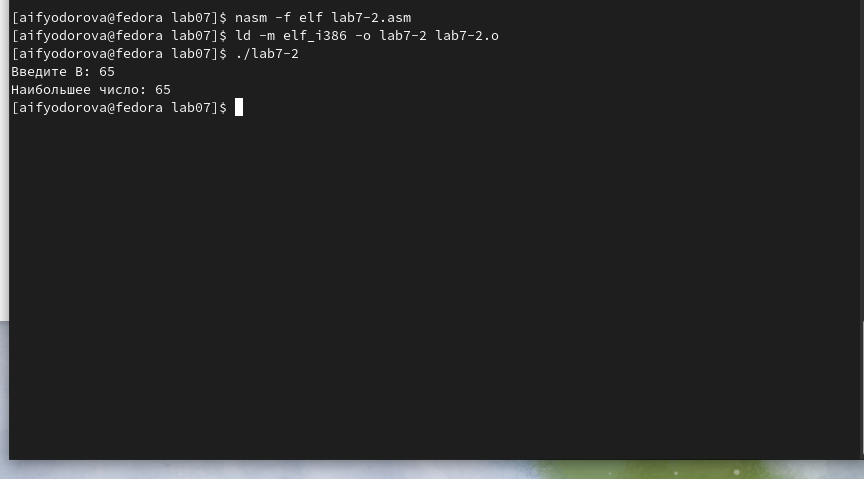 [aifyodorova@fedora lab07]$ nasm -f elf lab7-2.asm
[aifyodorova@fedora lab07]$ ld -m elf_i386 -o lab7-2 lab7-2.o
[aifyodorova@fedora lab07]$ ./lab7-2
Введите B: 65
Наибольшее число: 65
[aifyodorova@fedora lab07]$